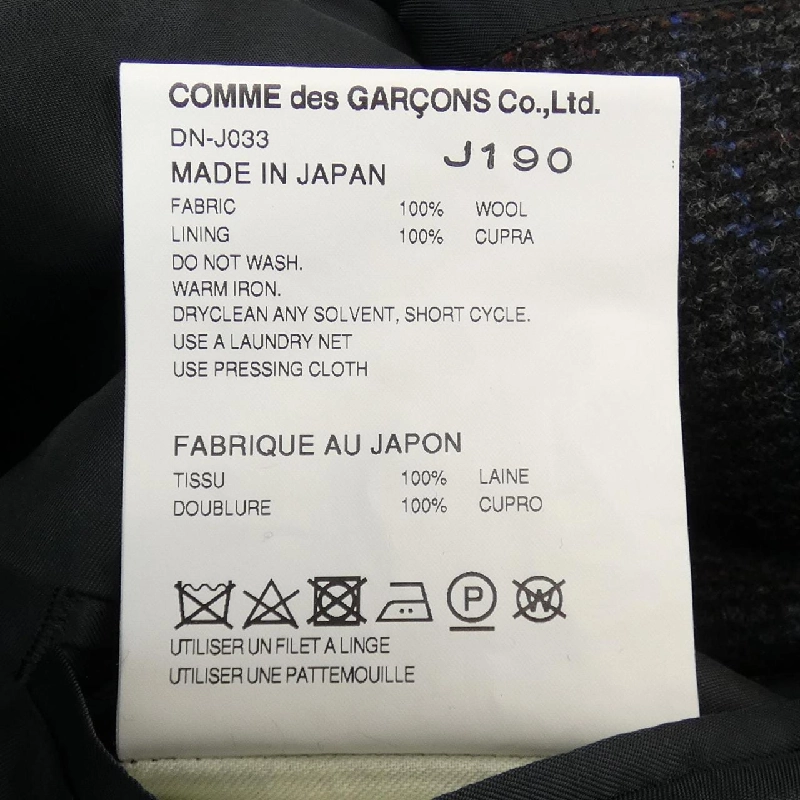 COMME des GARÇONS Co.,Ltd.
DN-J033 J190
MADE IN JAPAN
FABRIC 100% WOOL
LINING 100% CUPRA
DO NOT WASH.
WARM IRON.
DRYCLEAN ANY SOLVENT, SHORT CYCLE.
USE A LAUNDRY NET
USE PRESSING CLOTH
FABRIQUE AU JAPON
TISSU 100% LAINE
DOUBLURE 100% CUPRO
P W
UTILISER UN FILET A LINGE
UTILISER UNE PATTEMOUILLE